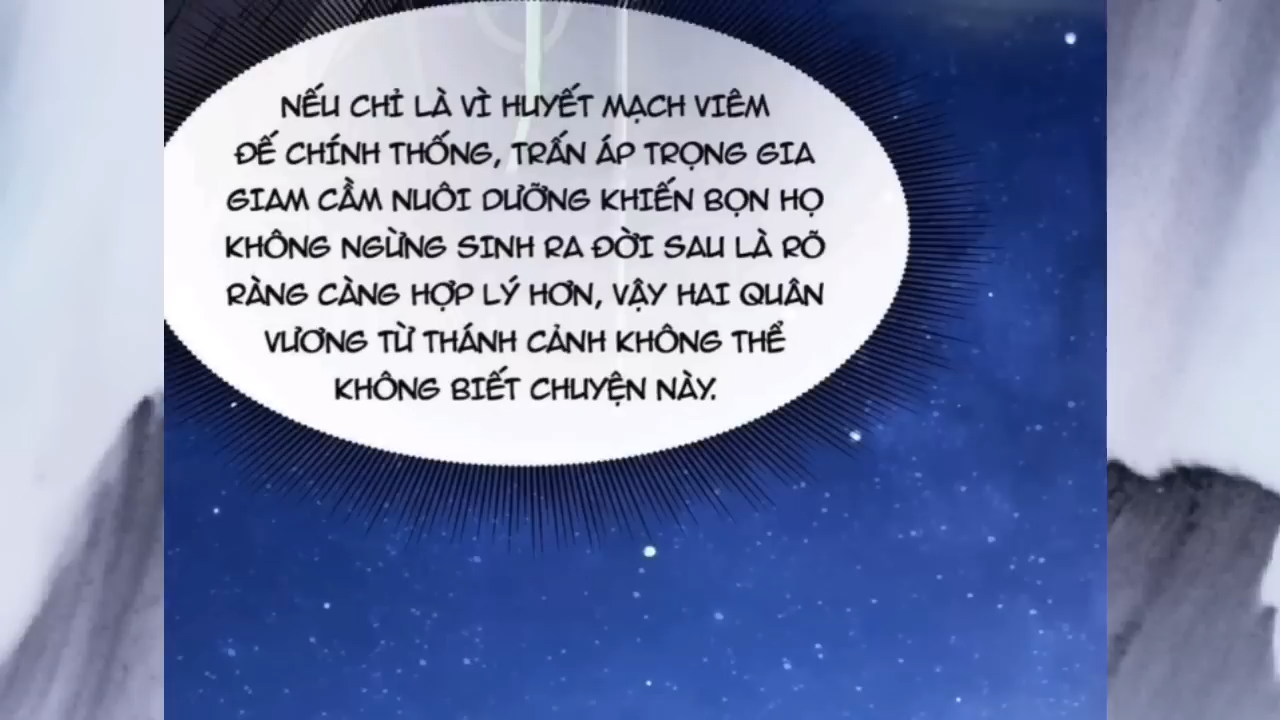 NẾU CHỈ LÀ VÌ HUYẾT MẠCH VIÊM
ĐẾ CHÍNH THỐNG, TRẤN ÁP TRỌNG GIA
GIAM CẦM NUÔI DƯỠNG KHIẾN BỌN HỌ
KHÔNG NGỪNG SINH RA ĐỜI SAU LÀ RÕ
RÀNG CÀNG HỢP LÝ HƠN, VẬY HAI QUÂN
VƯƠNG TỪ THÁNH CẢNH KHÔNG THỂ
KHÔNG BIẾT CHUYỆN NÀY.